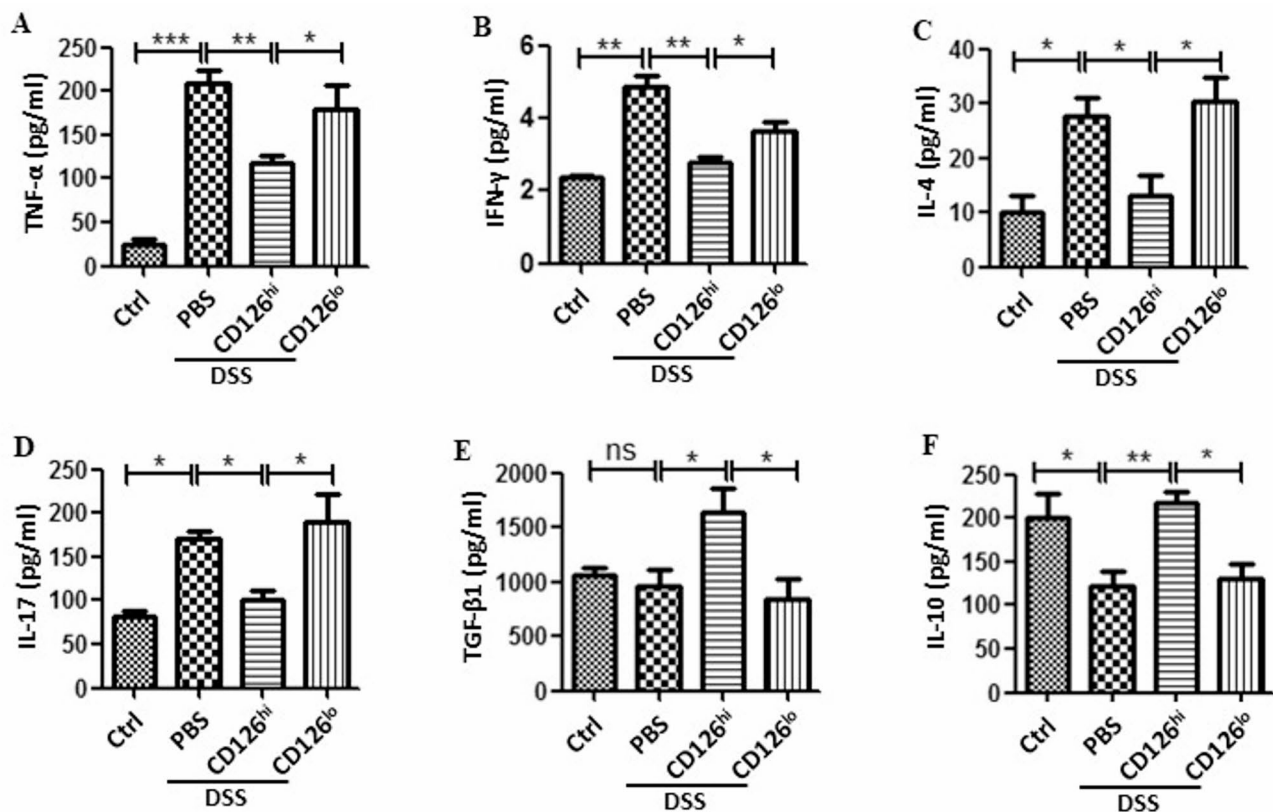 A
TNF-α (pg/ml)
250
200
150
100
50
0
*** ** *
Ctrl PBS CD126hi CD126lo
DSS
B
IFN-γ (pg/ml)
6
4
2
0
** ** *
Ctrl PBS CD126hi CD126lo
DSS
C
IL-4 (pg/ml)
40
30
20
10
0
* * *
Ctrl PBS CD126hi CD126lo
DSS
D
IL-17 (pg/ml)
250
200
150
100
50
0
* * *
Ctrl PBS CD126hi CD126lo
DSS
E
TGF-β1 (pg/ml)
2000
1500
1000
500
0
ns * *
Ctrl PBS CD126hi CD126lo
DSS
F
IL-10 (pg/ml)
250
200
150
100
50
0
* ** *
Ctrl PBS CD126hi CD126lo
DSS